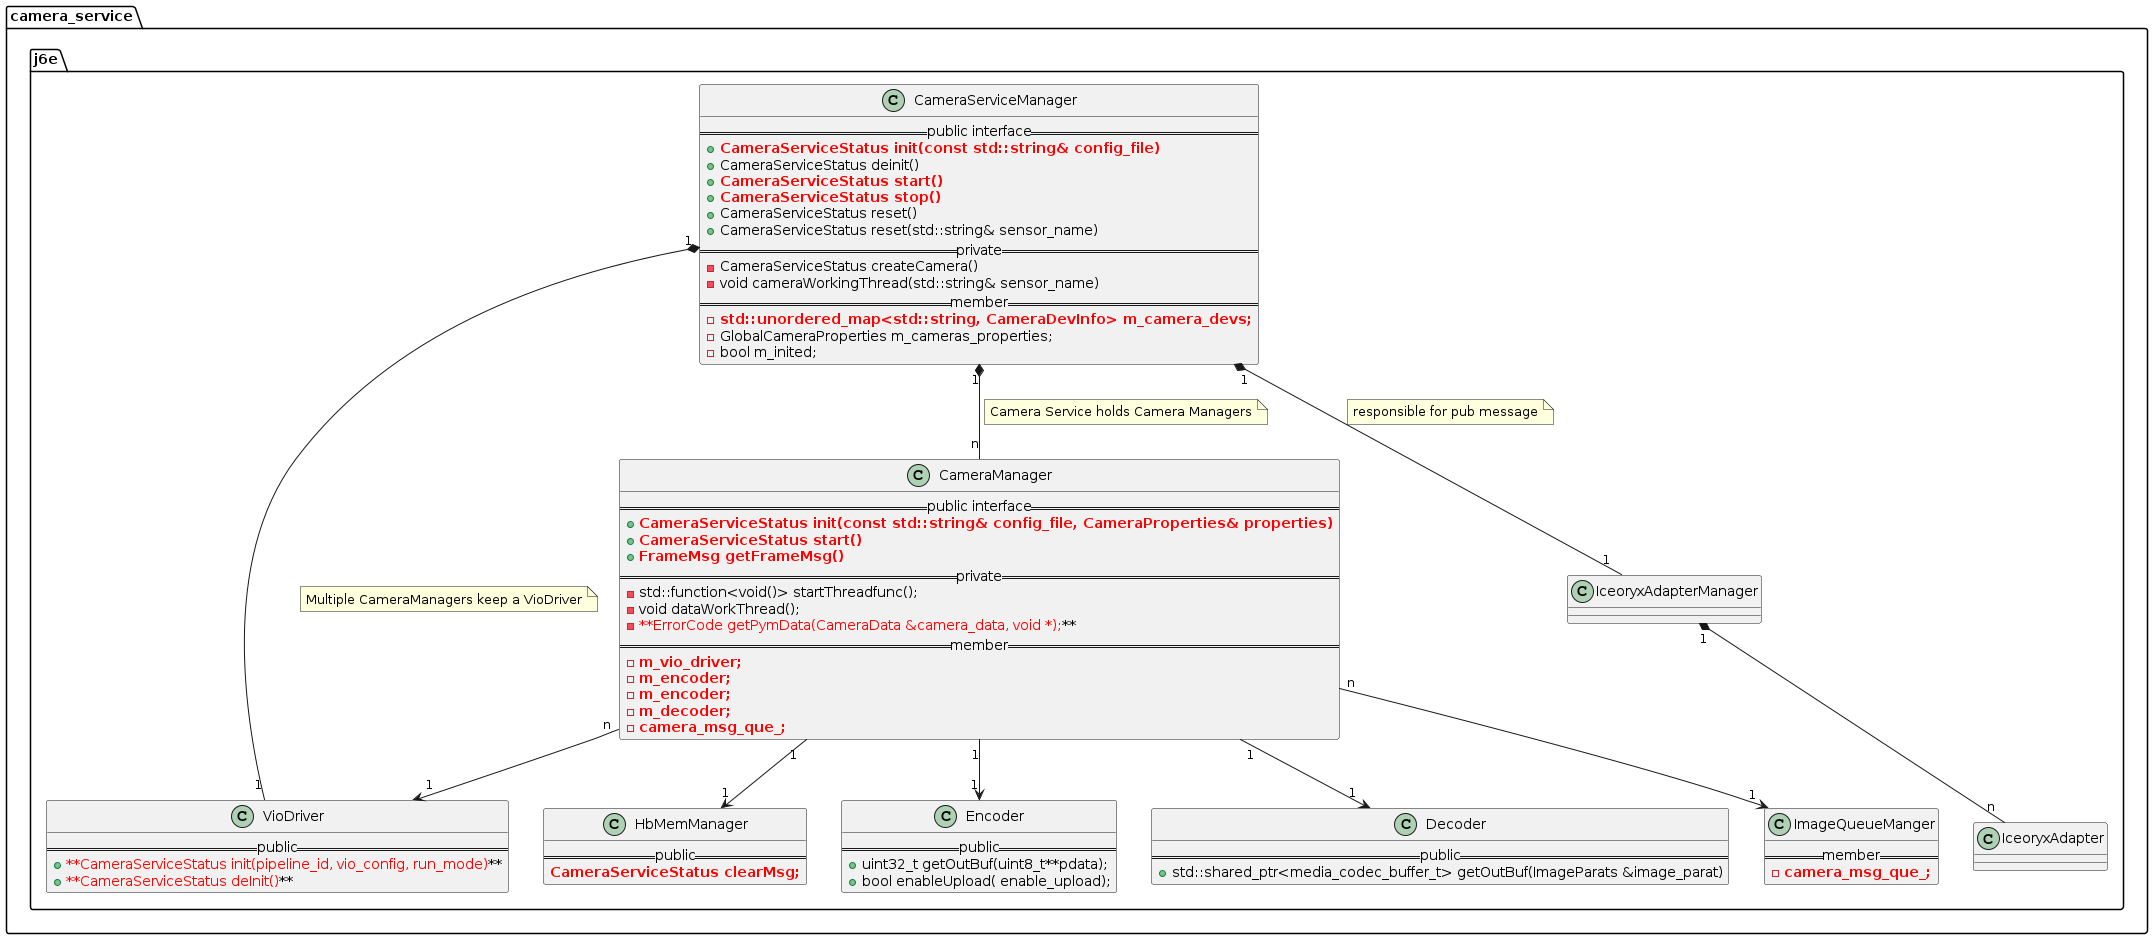 camera_service
j6e
C CameraServiceManager
public interface
CameraServiceStatus init(const std::string& config_file)
CameraServiceStatus deinit()
CameraServiceStatus start()
CameraServiceStatus stop()
CameraServiceStatus reset()
CameraServiceStatus reset(std::string& sensor_name)
private
CameraServiceStatus createCamera()
void cameraWorkingThread(std::string& sensor_name)
member
std::unordered_map<std::string, CameraDevInfo> m_camera_devs;
GlobalCameraProperties m_cameras_properties;
bool m_inited;
1
1
1
Camera Service holds Camera Managers
responsible for pub message
n
C CameraManager
public interface
CameraServiceStatus init(const std::string& config_file, CameraProperties& properties)
CameraServiceStatus start()
FrameMsg getFrameMsg()
private
std::function<void()> startThreadfunc();
void dataWorkThread();
**ErrorCode getPymData(CameraData &camera_data, void *);**
member
m_vio_driver;
m_encoder;
m_encoder;
m_decoder;
camera_msg_que_;
Multiple CameraManagers keep a VioDriver
1
C IceoryxAdapterManager
1
n
n
1
1
1
1
1
1
1
1
1
n
C VioDriver
public
**CameraServiceStatus init(pipeline_id, vio_config, run_mode)**
**CameraServiceStatus deInit()**
C HbMemManager
public
CameraServiceStatus clearMsg;
C Encoder
public
uint32_t getOutBuf(uint8_t**pdata);
bool enableUpload( enable_upload);
C Decoder
public
std::shared_ptr<media_codec_buffer_t> getOutBuf(ImageParats &image_parat)
C ImageQueueManger
member
camera_msg_que_;
C IceoryxAdapter